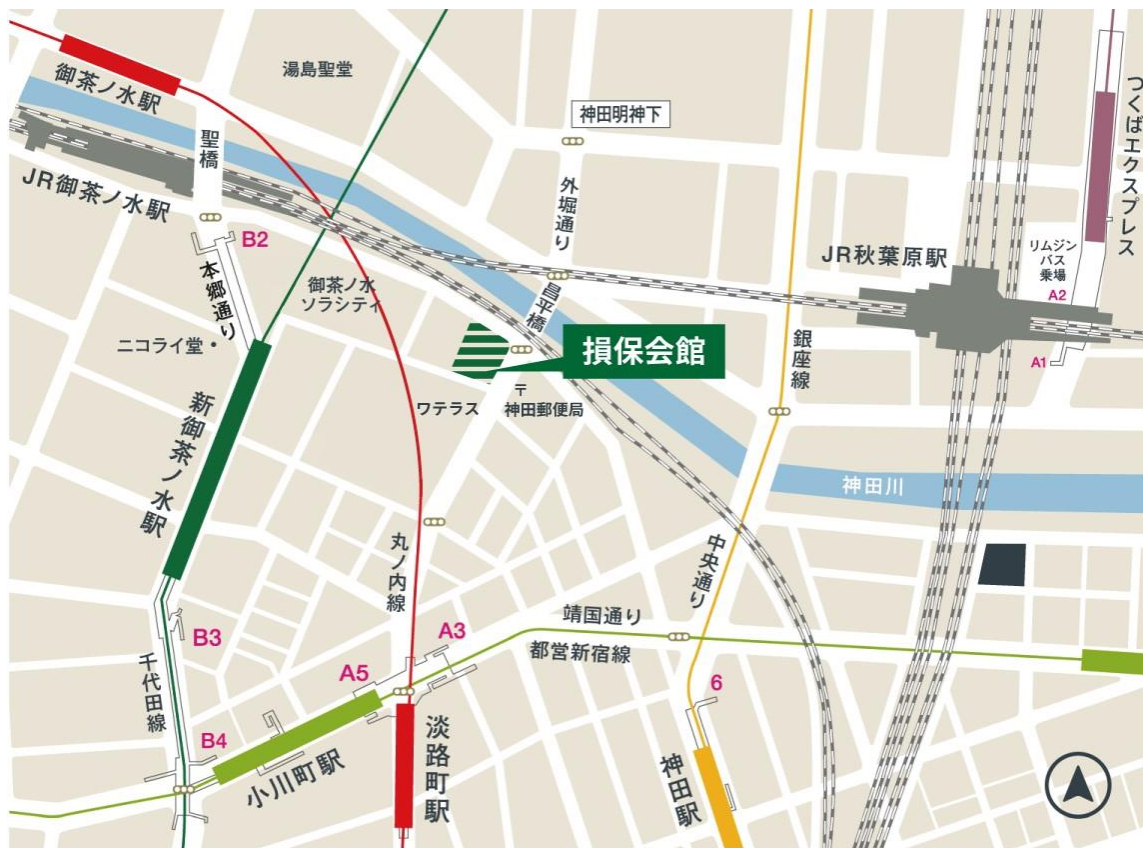 御茶ノ水駅
湯島聖堂
神田明神下
つくばエクスプレス
聖橋
JR御茶ノ水駅
外堀通り
B2
JR秋葉原駅
リムジン
バス
乗場
本郷通り
御茶ノ水
ソラシティ
昌平橋
A2
ニコライ堂
損保会館
銀座線
A1
新御茶ノ水駅
ワテラス
〒
神田郵便局
神田川
丸ノ内線
中央通り
靖国通り
B3
A3
都営新宿線
千代田線
A5
6
B4
小川町駅
淡路町駅
神田駅